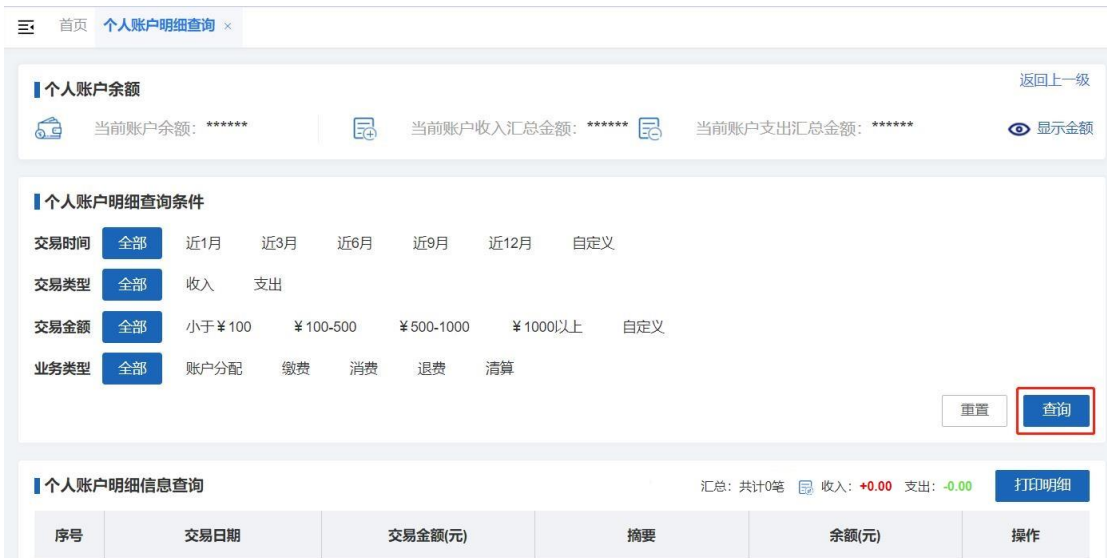 首页 个人账户明细查询 ×
个人账户余额 返回上一级
当前账户余额：****** 当前账户收入汇总金额：****** 当前账户支出汇总金额：****** 显示金额
个人账户明细查询条件
交易时间 全部 近1月 近3月 近6月 近9月 近12月 自定义
交易类型 全部 收入 支出
交易金额 全部 小于¥100 ¥100-500 ¥500-1000 ¥1000以上 自定义
业务类型 全部 账户分配 缴费 消费 退费 清算
重置 查询
个人账户明细信息查询 汇总：共计0笔 收入：+0.00 支出：-0.00 打印明细
序号 交易日期 交易金额(元) 摘要 余额(元) 操作